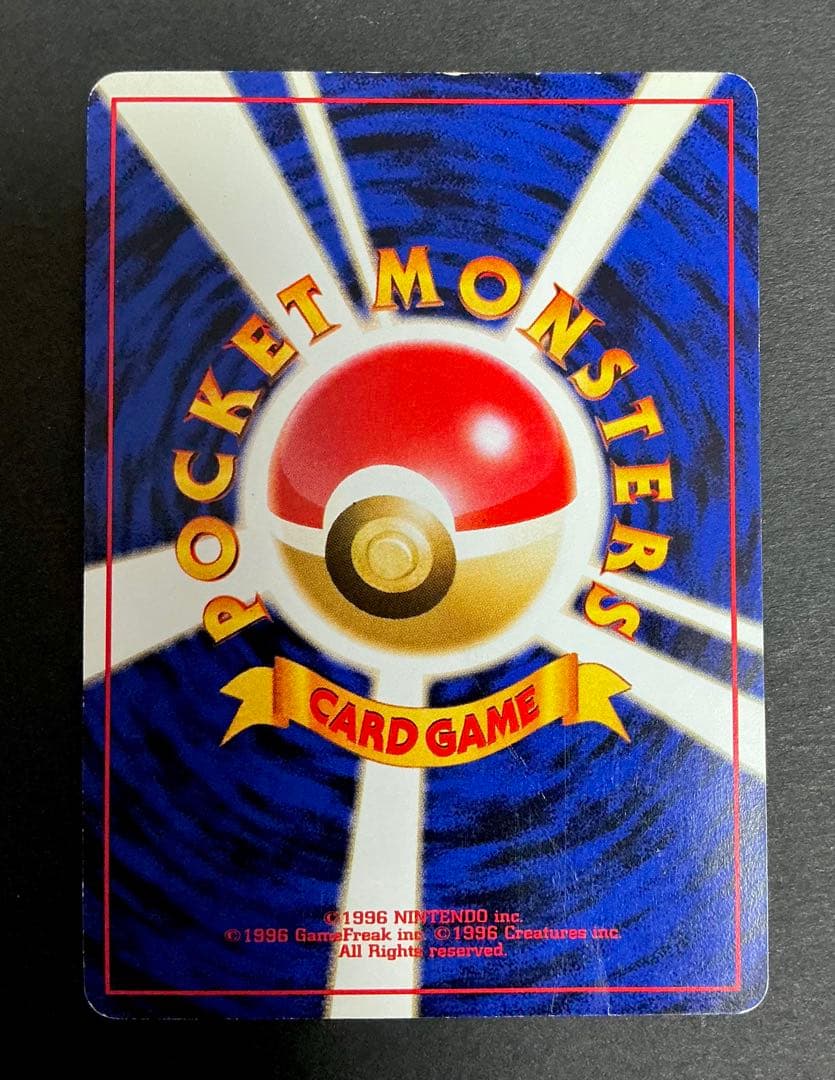 POCKET MONSTERS
CARD GAME
©1996 NINTENDO inc.
©1996 GameFreak inc. ©1996 Creatures inc.
All Rights reserved.